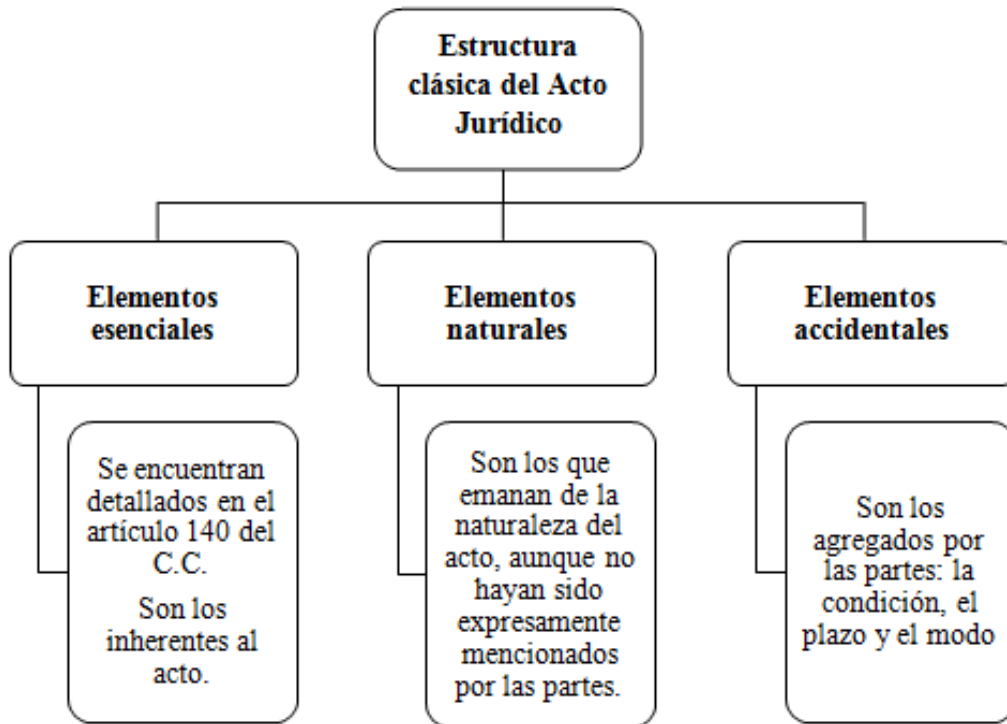 Estructura
clásica del Acto
Jurídico
Elementos
esenciales
Se encuentran
detallados en el
artículo 140 del
C.C.
Son los
inherentes al
acto.
Elementos
naturales
Son los que
emanan de la
naturaleza del
acto, aunque no
hayan sido
expresamente
mencionados
por las partes.
Elementos
accidentales
Son los
agregados por
las partes: la
condición, el
plazo y el modo